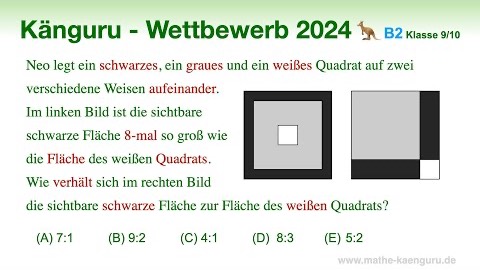 Känguru - Wettbewerb 2024 B2 Klasse 9/10
Neo legt ein schwarzes, ein graues und ein weißes Quadrat auf zwei
verschiedene Weisen aufeinander.
Im linken Bild ist die sichtbare
schwarze Fläche 8-mal so groß wie
die Fläche des weißen Quadrats.
Wie verhält sich im rechten Bild
die sichtbare schwarze Fläche zur Fläche des weißen Quadrats?
(A) 7:1 (B) 9:2 (C) 4:1 (D) 8:3 (E) 5:2
www.mathe-kaenguru.de